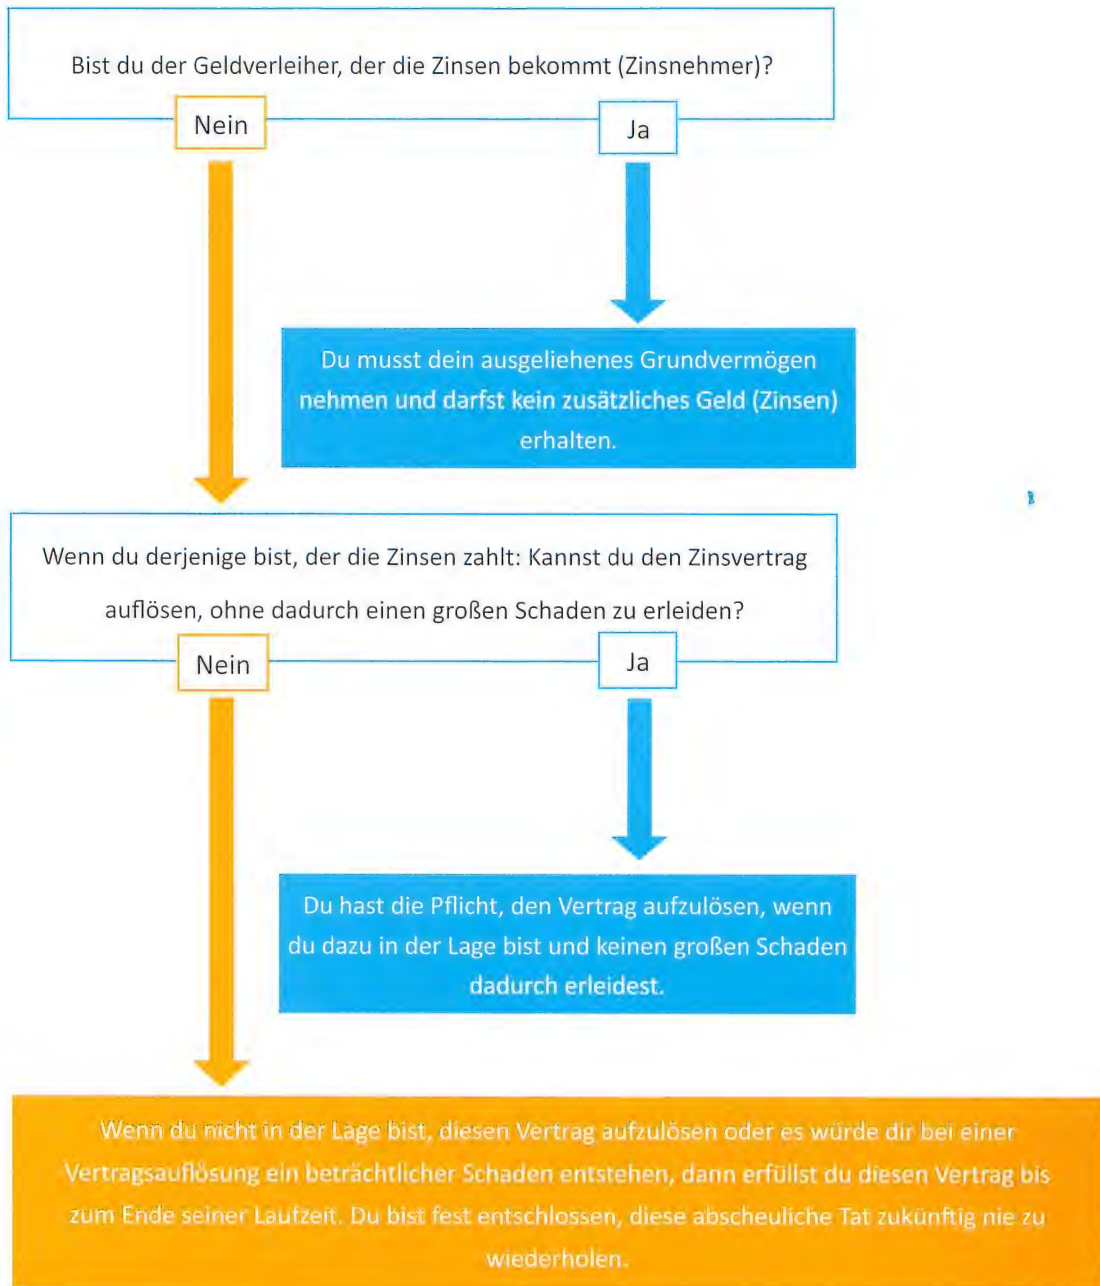 Bist du der Geldverleiher, der die Zinsen bekommt (Zinsnehmer)?
Nein
Ja
Du musst dein ausgeliehenes Grundvermögen
nehmen und darfst kein zusätzliches Geld (Zinsen)
erhalten.
Wenn du derjenige bist, der die Zinsen zahlt: Kannst du den Zinsvertrag
auflösen, ohne dadurch einen großen Schaden zu erleiden?
Nein
Ja
Du hast die Pflicht, den Vertrag aufzulösen, wenn
du dazu in der Lage bist und keinen großen Schaden
dadurch erleidest.
Wenn du nicht in der Lage bist, diesen Vertrag aufzulösen oder es würde dir bei einer
Vertragsauflösung ein beträchtlicher Schaden entstehen, dann erfüllst du diesen Vertrag bis
zum Ende seiner Laufzeit. Du bist fest entschlossen, diese abscheuliche Tat zukünftig nie zu
wiederholen.